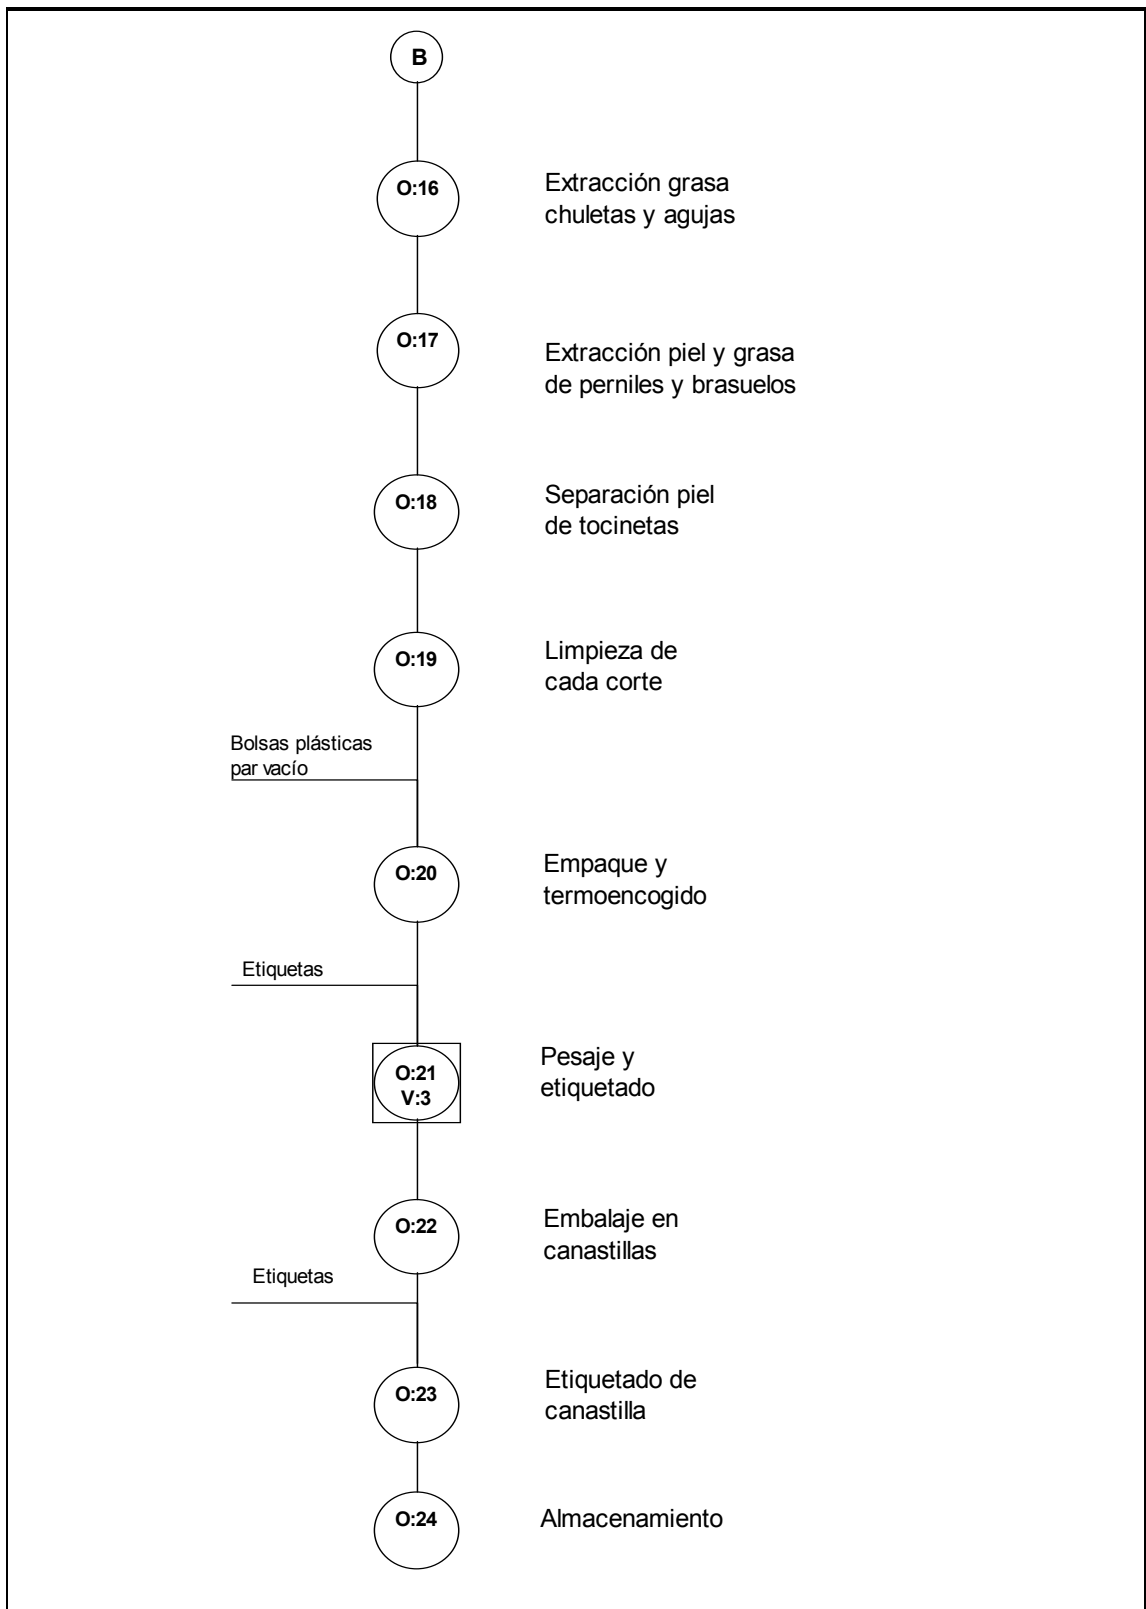 B
O:16
Extracción grasa
chuletas y agujas
O:17
Extracción piel y grasa
de perniles y brasuelos
O:18
Separación piel
de tocinetas
O:19
Limpieza de
cada corte
Bolsas plásticas
par vacío
O:20
Empaque y
termoencogido
Etiquetas
O:21
V:3
Pesaje y
etiquetado
O:22
Embalaje en
canastillas
Etiquetas
O:23
Etiquetado de
canastilla
O:24
Almacenamiento